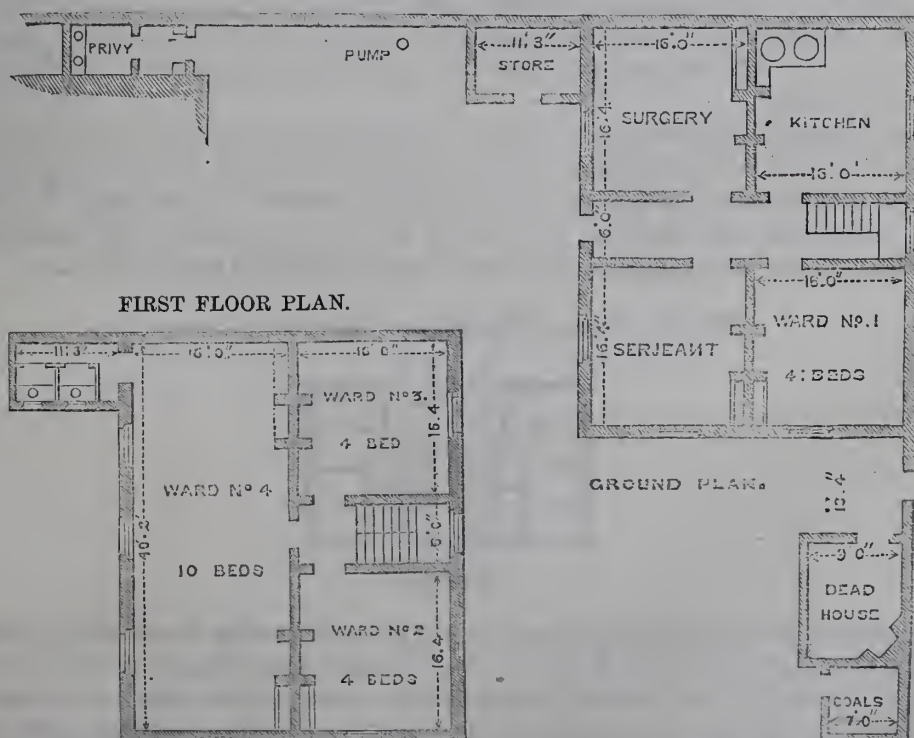 PRIVY
PUMP
11'3"
STORE
16'0"
16.4
SURGERY
KITCHEN
16'0"
6'0"
16'0"
WARD No.1
16.4
SERJEANT
4 BEDS
GROUND PLAN.
9'0"
DEAD
HOUSE
COALS
7'0"
FIRST FLOOR PLAN.
11'3"
16'0"
16'0"
WARD No 3.
16.4
4 BED
WARD No 4
6'0"
10 BEDS
WARD No 2
16.4
4 BEDS